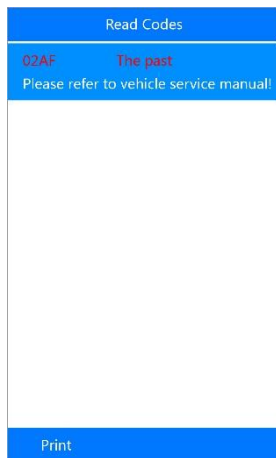 Read Codes
02AF The past
Please refer to vehicle service manual!
Print